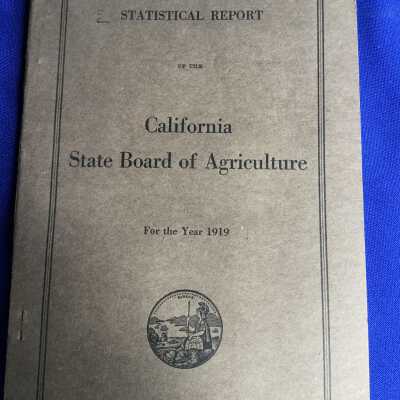 STATISTICAL REPORT
OF THE
California
State Board of Agriculture
For the Year 1919